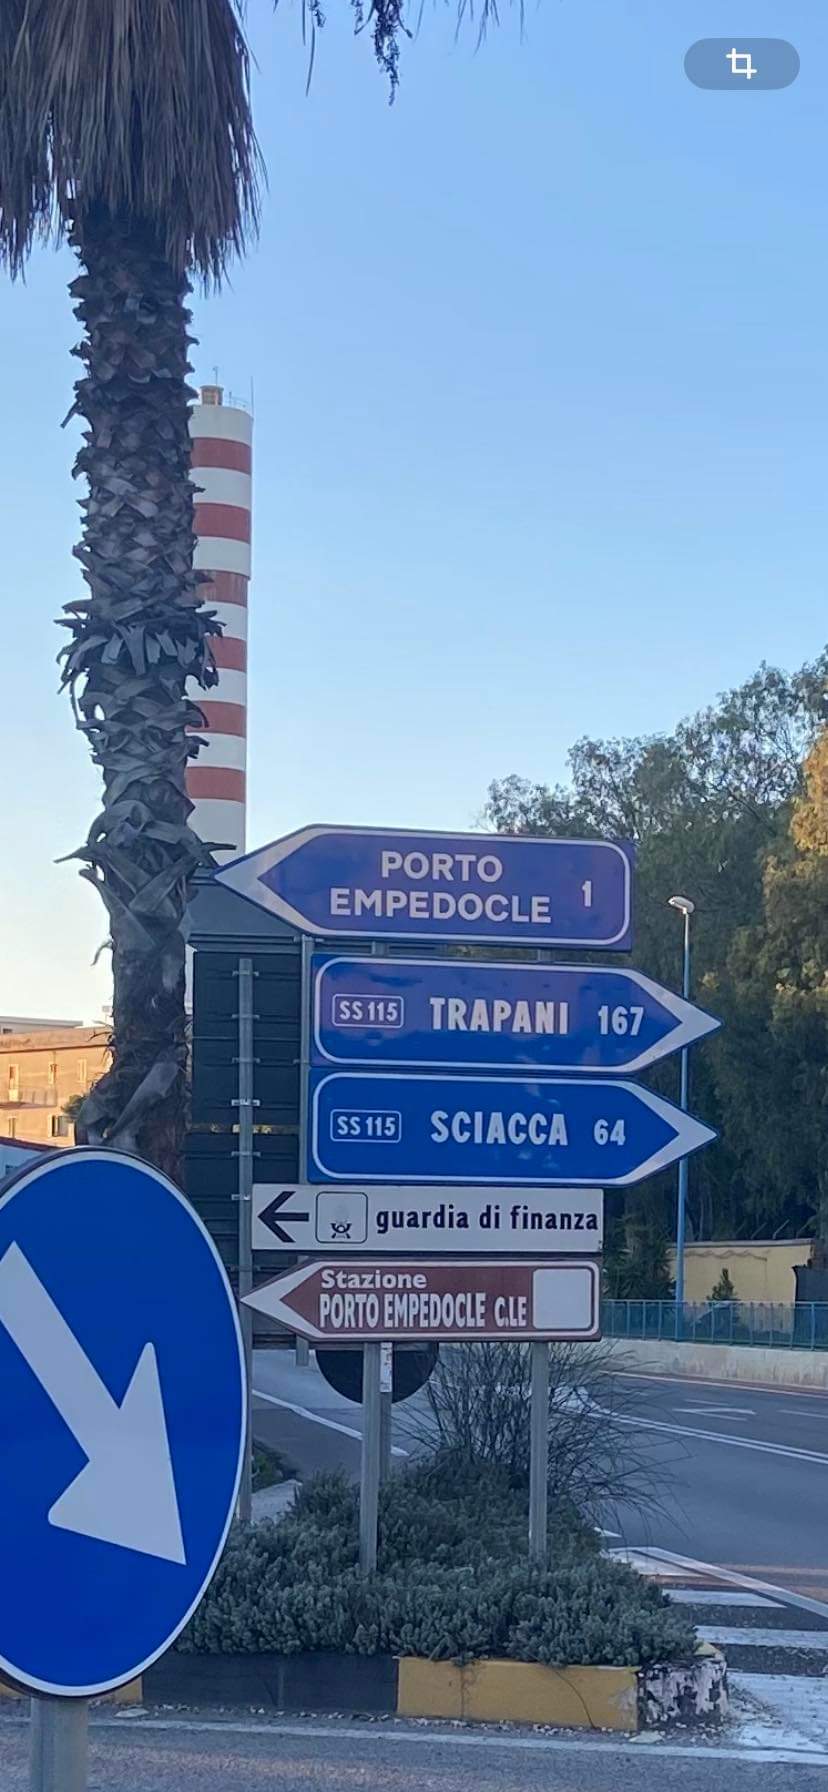 PORTO
EMPEDOCLE 1
SS 115 TRAPANI 167
SS 115 SCIACCA 64
guardia di finanza
Stazione
PORTO EMPEDOCLE C.LE